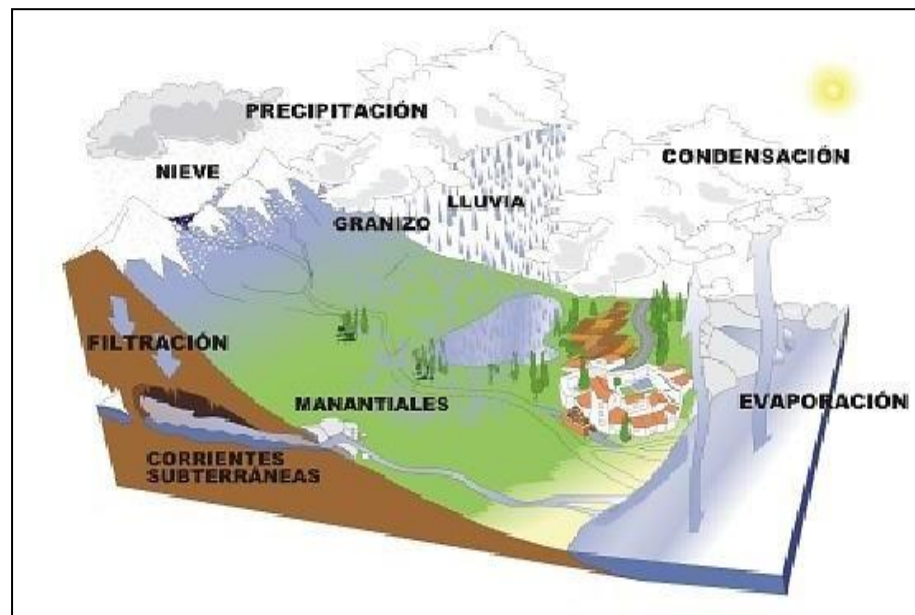 PRECIPITACIÓN
CONDENSACIÓN
NIEVE
LLUVIA
GRANIZO
FILTRACIÓN
MANANTIALES
EVAPORACIÓN
CORRIENTES
SUBTERRÁNEAS